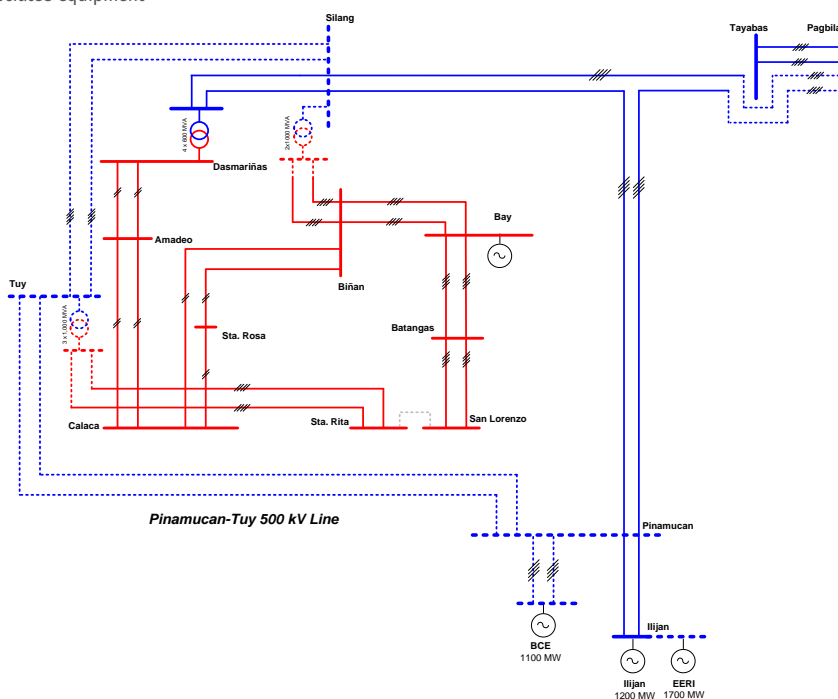 Silang
Tayabas
Pagbila
4 x 600 MVA
2x1000 MVA
Dasmariñas
Bay
Amadeo
Biñan
Tuy
3 x 1,000 MVA
Sta. Rosa
Batangas
Calaca
Sta. Rita
San Lorenzo
Pinamucan-Tuy 500 kV Line
Pinamucan
BCE
1100 MW
Ilijan
Ilijan
1200 MW
EERI
1700 MW